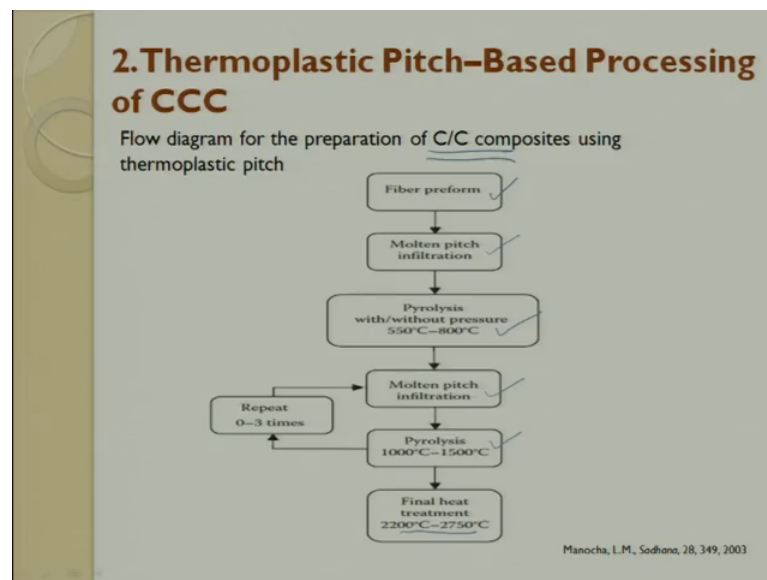 2. Thermoplastic Pitch–Based Processing
of CCC
Flow diagram for the preparation of C/C composites using
thermoplastic pitch
Fiber preform
Molten pitch
infiltration
Pyrolysis
with/without pressure
550°C–800°C
Molten pitch
infiltration
Repeat
0–3 times
Pyrolysis
1000°C–1500°C
Final heat
treatment
2200°C–2750°C
Manocha, L.M., Sadhana, 28, 349, 2003